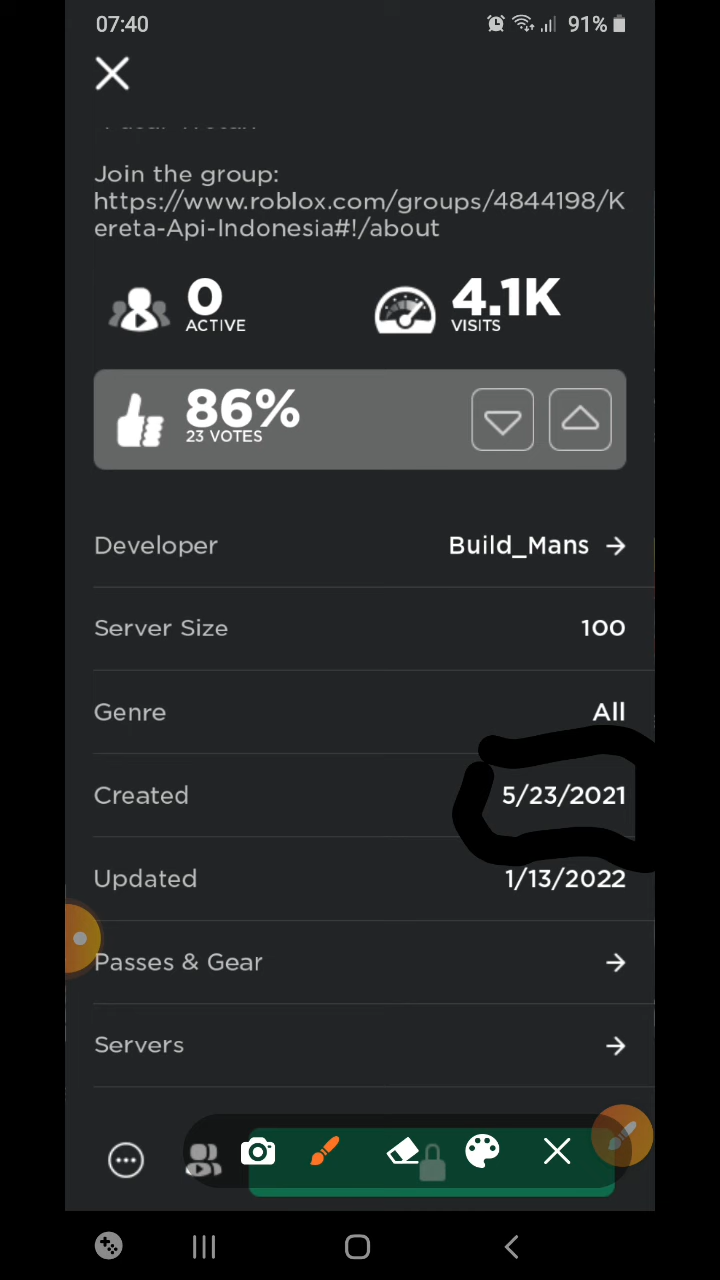 07:40 91%
Join the group:
https://www.roblox.com/groups/4844198/K
ereta-Api-Indonesia#!/about
0
ACTIVE
4.1K
VISITS
86%
23 VOTES
Developer Build_Mans
Server Size 100
Genre All
Created 5/23/2021
Updated 1/13/2022
Passes & Gear
Servers